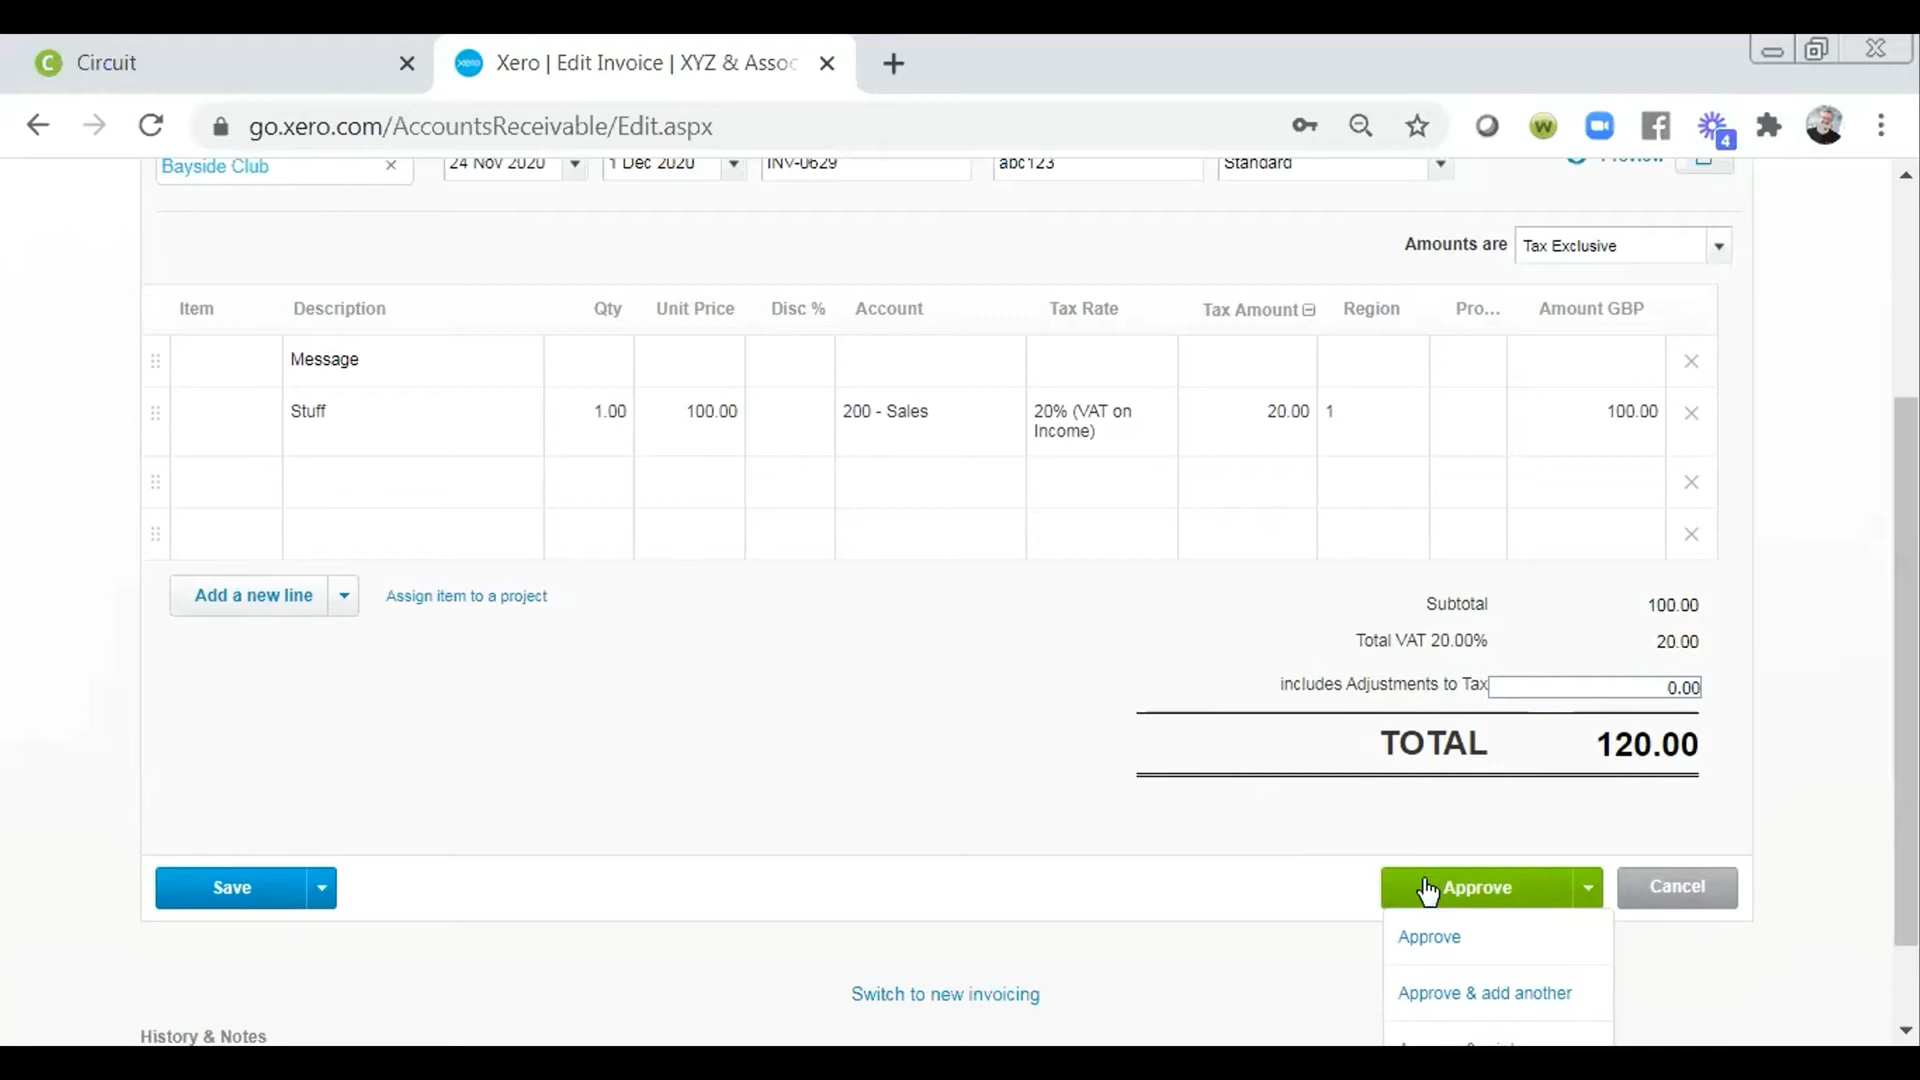 Circuit
Xero | Edit Invoice | XYZ & Assoc
go.xero.com/AccountsReceivable/Edit.aspx
4
Bayside Club 24 Nov 2020 1 Dec 2020 INV-0629 abc123 Standard Preview
Amounts are Tax Exclusive
Item Description Qty Unit Price Disc % Account Tax Rate Tax Amount Region Pro... Amount GBP
Message
Stuff 1.00 100.00 200 - Sales 20% (VAT on 20.00 1 100.00
Income)
Add a new line Assign item to a project
Subtotal 100.00
Total VAT 20.00% 20.00
includes Adjustments to Tax 0.00
TOTAL 120.00
Save Approve Cancel
Approve
Approve & add another
Switch to new invoicing
History & Notes